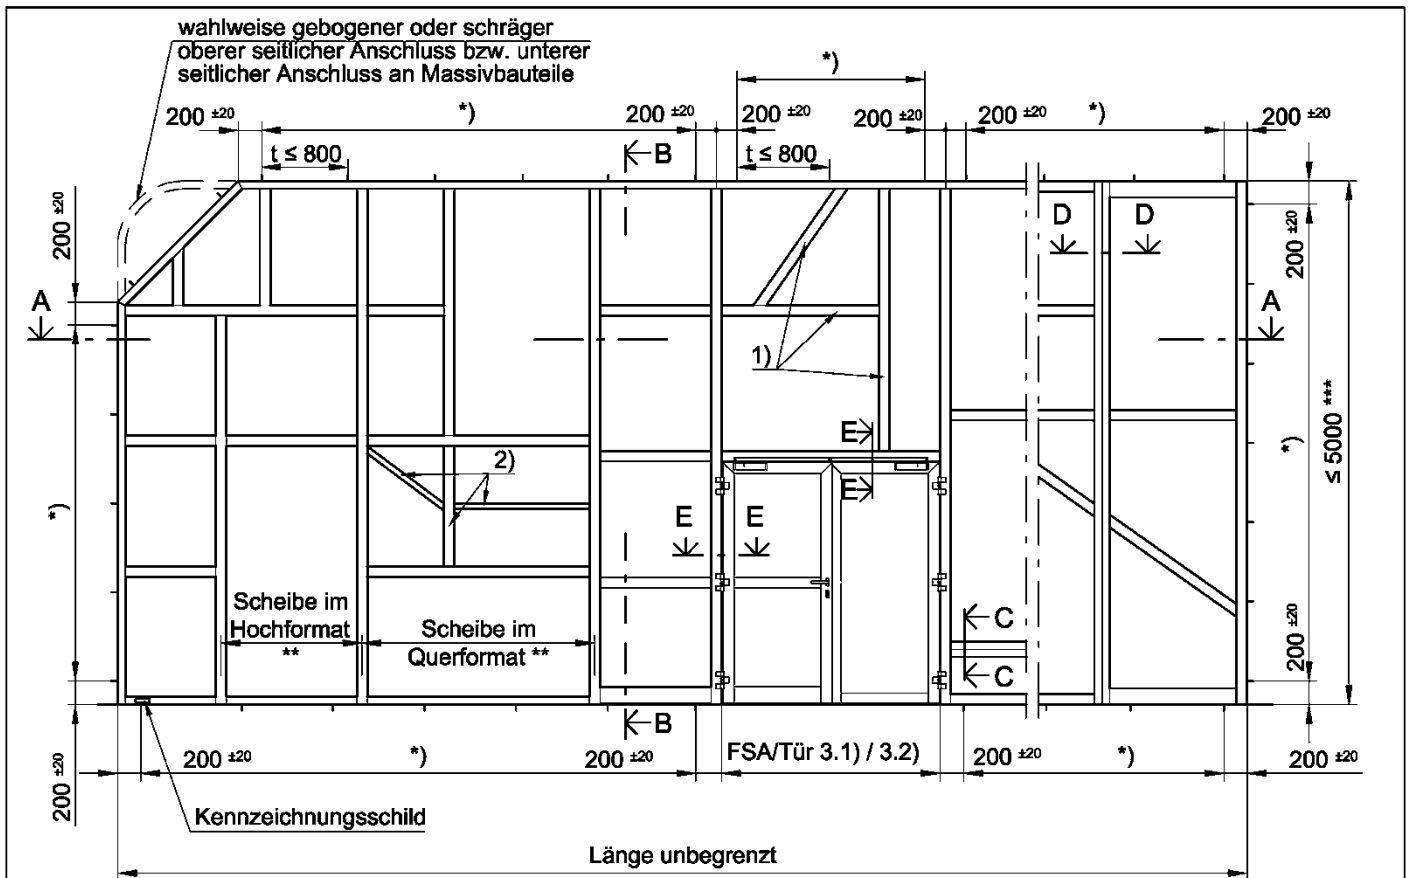 wahlweise gebogener oder schräger
oberer seitlicher Anschluss bzw. unterer
seitlicher Anschluss an Massivbauteile
*)
200 ±20
*)
200 ±20
200 ±20
200 ±20
*)
200 ±20
t ≤ 800
B
t ≤ 800
200 ±20
D
D
200 ±20
A
A
1)
≤ 5000 ***
E
*)
2)
E
*)
E
E
Scheibe im
Hochformat
**
Scheibe im
Querformat **
C
C
200 ±20
B
200 ±20
200 ±20
*)
200 ±20
FSA/Tür 3.1) / 3.2)
200 ±20
*)
200 ±20
Kennzeichnungsschild
Länge unbegrenzt